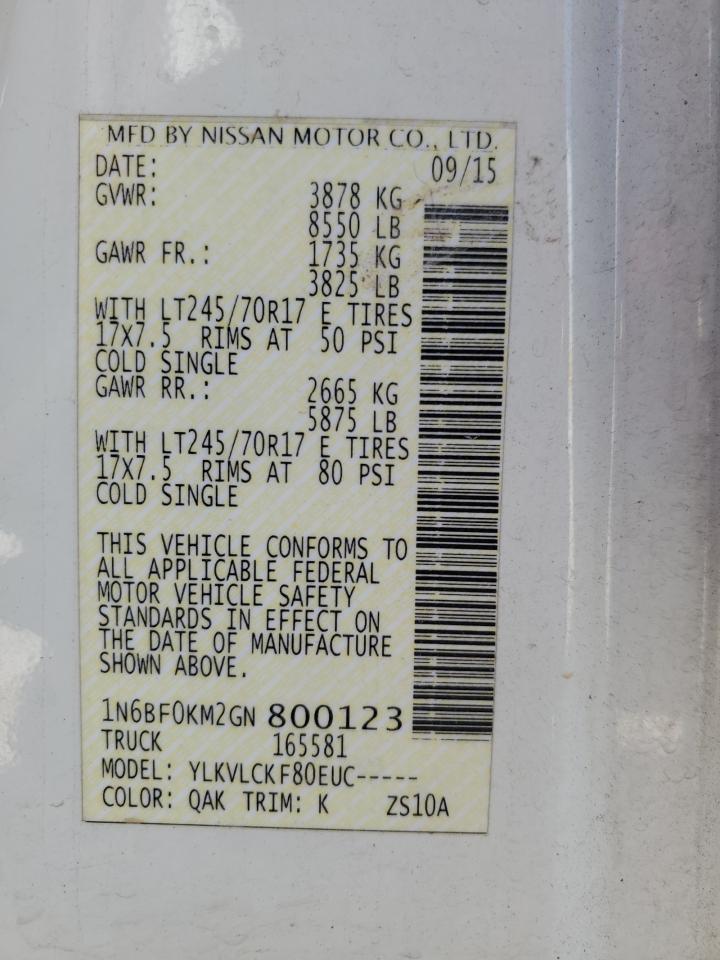 MFD BY NISSAN MOTOR CO., LTD.
DATE: 09/15
GVWR: 3878 KG
8550 LB
GAWR FR.: 1735 KG
3825 LB
WITH LT245/70R17 E TIRES
17X7.5 RIMS AT 50 PSI
COLD SINGLE
GAWR RR.: 2665 KG
5875 LB
WITH LT245/70R17 E TIRES
17X7.5 RIMS AT 80 PSI
COLD SINGLE
THIS VEHICLE CONFORMS TO
ALL APPLICABLE FEDERAL
MOTOR VEHICLE SAFETY
STANDARDS IN EFFECT ON
THE DATE OF MANUFACTURE
SHOWN ABOVE.
1N6BF0KM2GN 800123
TRUCK 165581
MODEL: YLKVLCKF80EUC-----
COLOR: QAK TRIM: K ZS10A